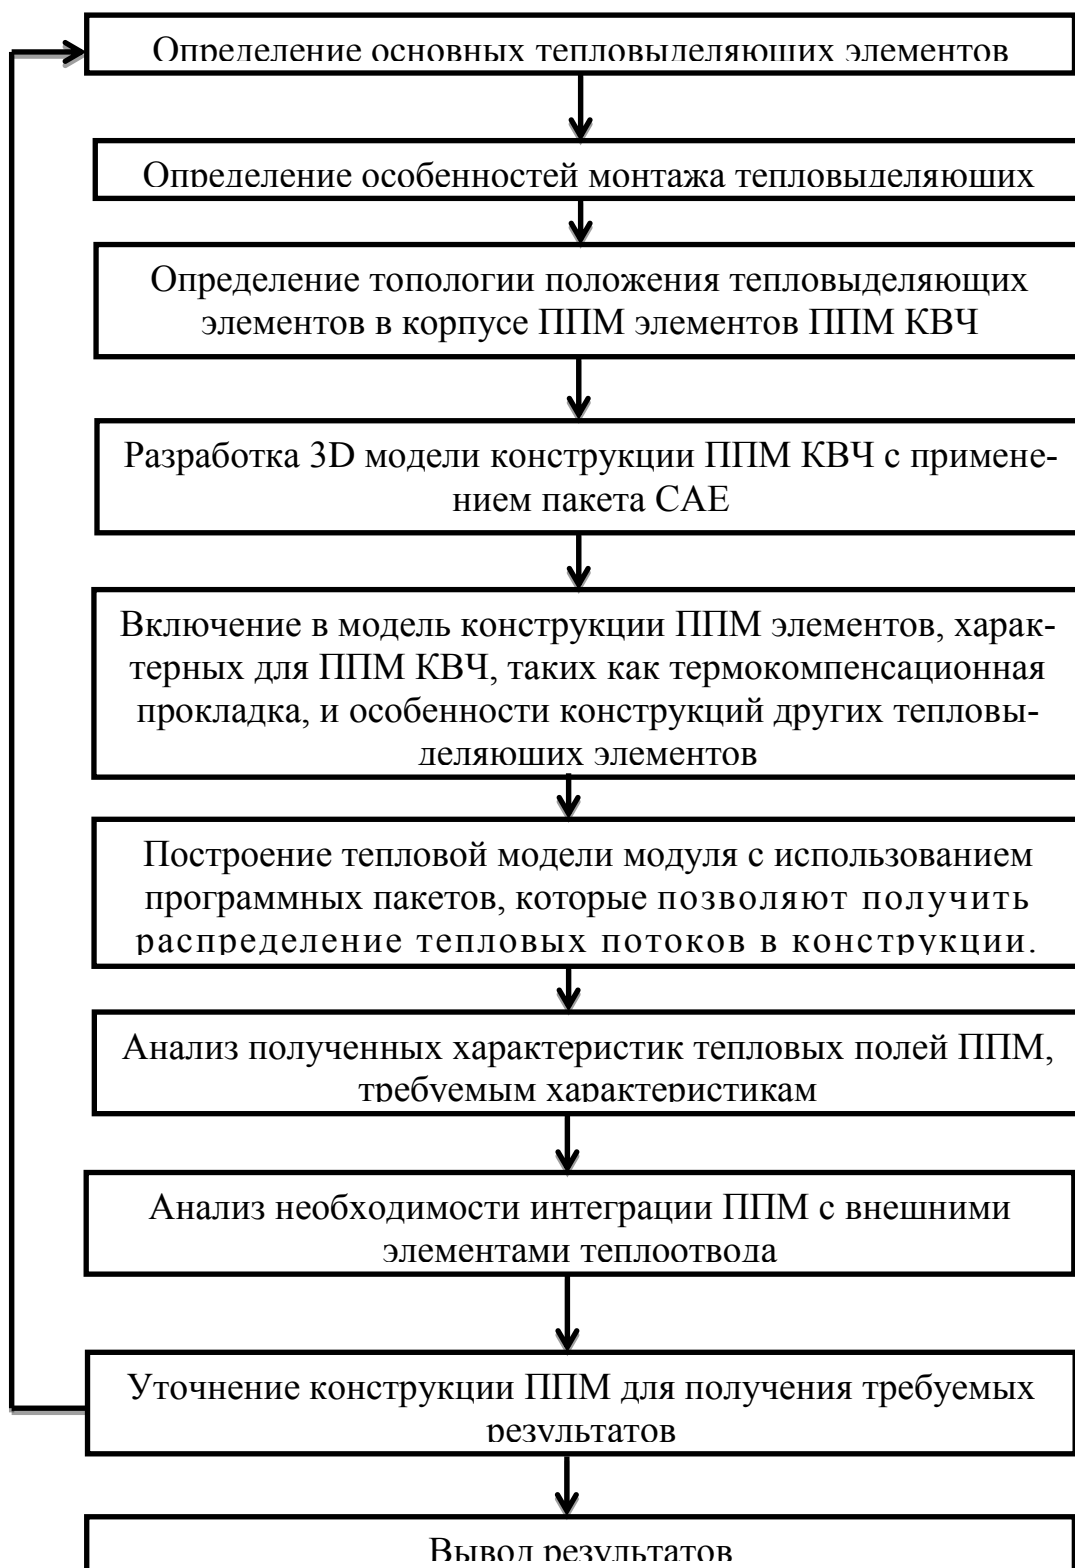 Определение основных тепловыделяющих элементов
Определение особенностей монтажа тепловыделяющих
Определение топологии положения тепловыделяющих
элементов в корпусе ППМ элементов ППМ КВЧ
Разработка 3D модели конструкции ППМ КВЧ с примене-
нием пакета CAE
Включение в модель конструкции ППМ элементов, харак-
терных для ППМ КВЧ, таких как термокомпенсационная
прокладка, и особенности конструкций других тепловы-
деляющих элементов
Построение тепловой модели модуля с использованием
программных пакетов, которые позволяют получить
распределение тепловых потоков в конструкции.
Анализ полученных характеристик тепловых полей ППМ,
требуемым характеристикам
Анализ необходимости интеграции ППМ с внешними
элементами теплоотвода
Уточнение конструкции ППМ для получения требуемых
результатов
Вывод результатов